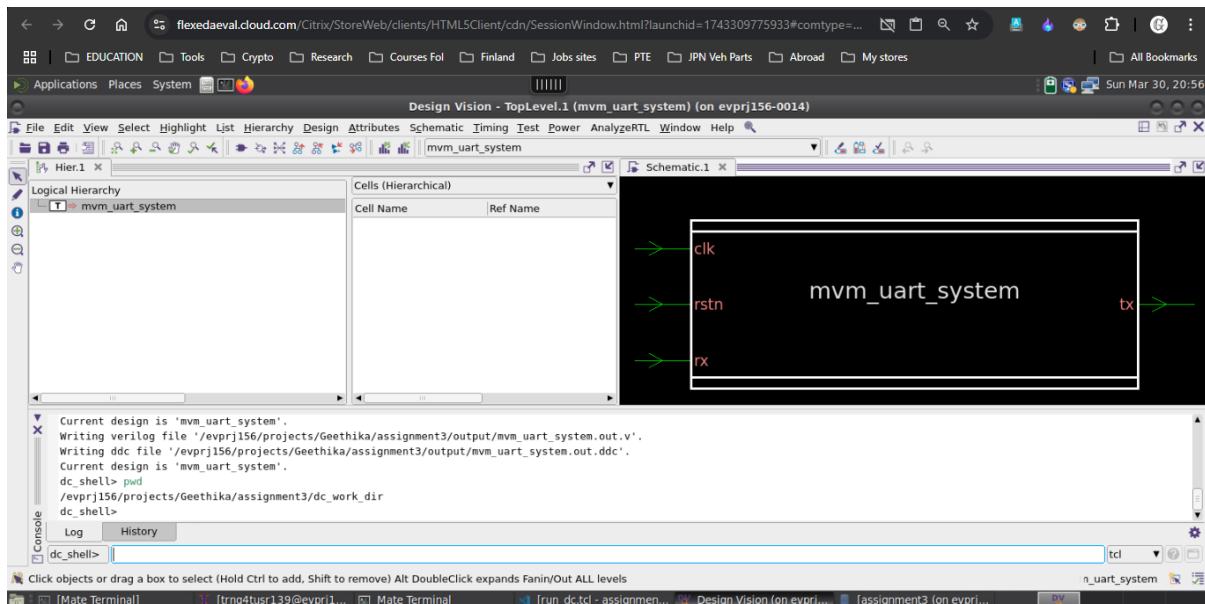 flexedaeval.cloud.com/Citrix/StoreWeb/clients/HTML5Client/cdn/SessionWindow.html?launchid=1743309775933#comtype=...
EDUCATION Tools Crypto Research Courses Fol Finland Jobs sites PTE JPN Veh Parts Abroad My stores All Bookmarks
Applications Places System Sun Mar 30, 20:56
Design Vision - TopLevel.1 (mvm_uart_system) (on evprj156-0014)
File Edit View Select Highlight List Hierarchy Design Attributes Schematic Timing Test Power AnalyzeRTL Window Help
mvm_uart_system
Hier.1 Schematic.1
Logical Hierarchy
mvm_uart_system
Cells (Hierarchical)
Cell Name Ref Name
clk
mvm_uart_system
rstn tx
rx
Current design is 'mvm_uart_system'.
Writing verilog file '/evprj156/projects/Geethika/assignment3/output/mvm_uart_system.out.v'.
Writing ddc file '/evprj156/projects/Geethika/assignment3/output/mvm_uart_system.out.ddc'.
Current design is 'mvm_uart_system'.
dc_shell> pwd
/evprj156/projects/Geethika/assignment3/dc_work_dir
dc_shell>
Console
Log History
dc_shell> tcl
Click objects or drag a box to select (Hold Ctrl to add, Shift to remove) Alt DoubleClick expands Fanin/Out ALL levels
n_uart_system
[Mate Terminal] [trng4tusr139@evprj1... Mate Terminal [run_dc.tcl - assignmen... Design Vision (on evprj... [assignment3 (on evprj... DV